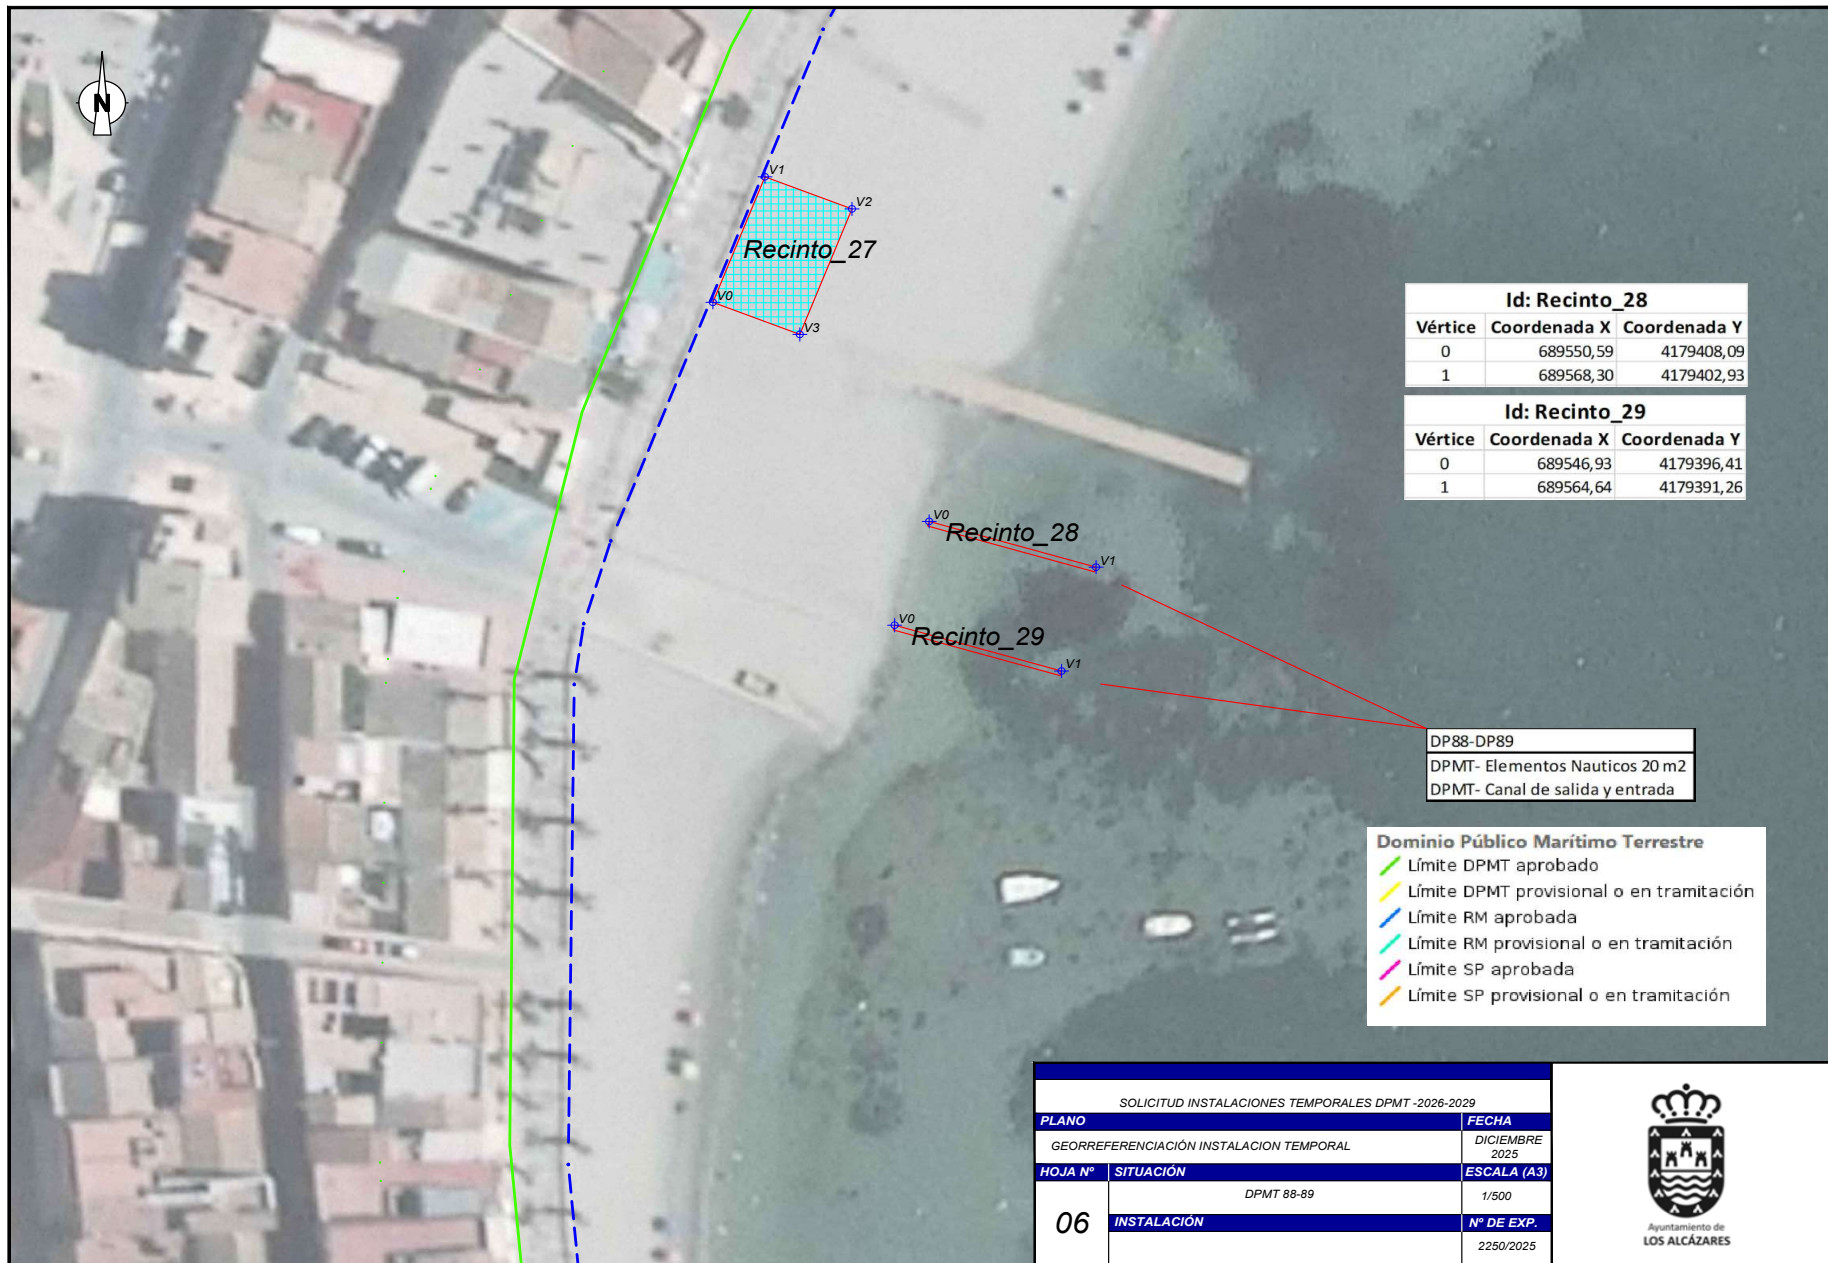 N
V1
V2
Recinto_27
V0
V3
Id: Recinto_28
Vértice Coordenada X Coordenada Y
0 689550,59 4179408,09
1 689568,30 4179402,93
Id: Recinto_29
Vértice Coordenada X Coordenada Y
0 689546,93 4179396,41
1 689564,64 4179391,26
V0
Recinto_28
V1
V0
Recinto_29
V1
DP88-DP89
DPMT- Elementos Nauticos 20 m2
DPMT- Canal de salida y entrada
Dominio Público Marítimo Terrestre
Límite DPMT aprobado
Límite DPMT provisional o en tramitación
Límite RM aprobada
Límite RM provisional o en tramitación
Límite SP aprobada
Límite SP provisional o en tramitación
SOLICITUD INSTALACIONES TEMPORALES DPMT -2026-2029
PLANO FECHA
GEORREFERENCIACIÓN INSTALACION TEMPORAL DICIEMBRE
2025
HOJA Nº SITUACIÓN ESCALA (A3)
DPMT 88-89 1/500
06 INSTALACIÓN Nº DE EXP.
2250/2025
Ayuntamiento de
LOS ALCÁZARES